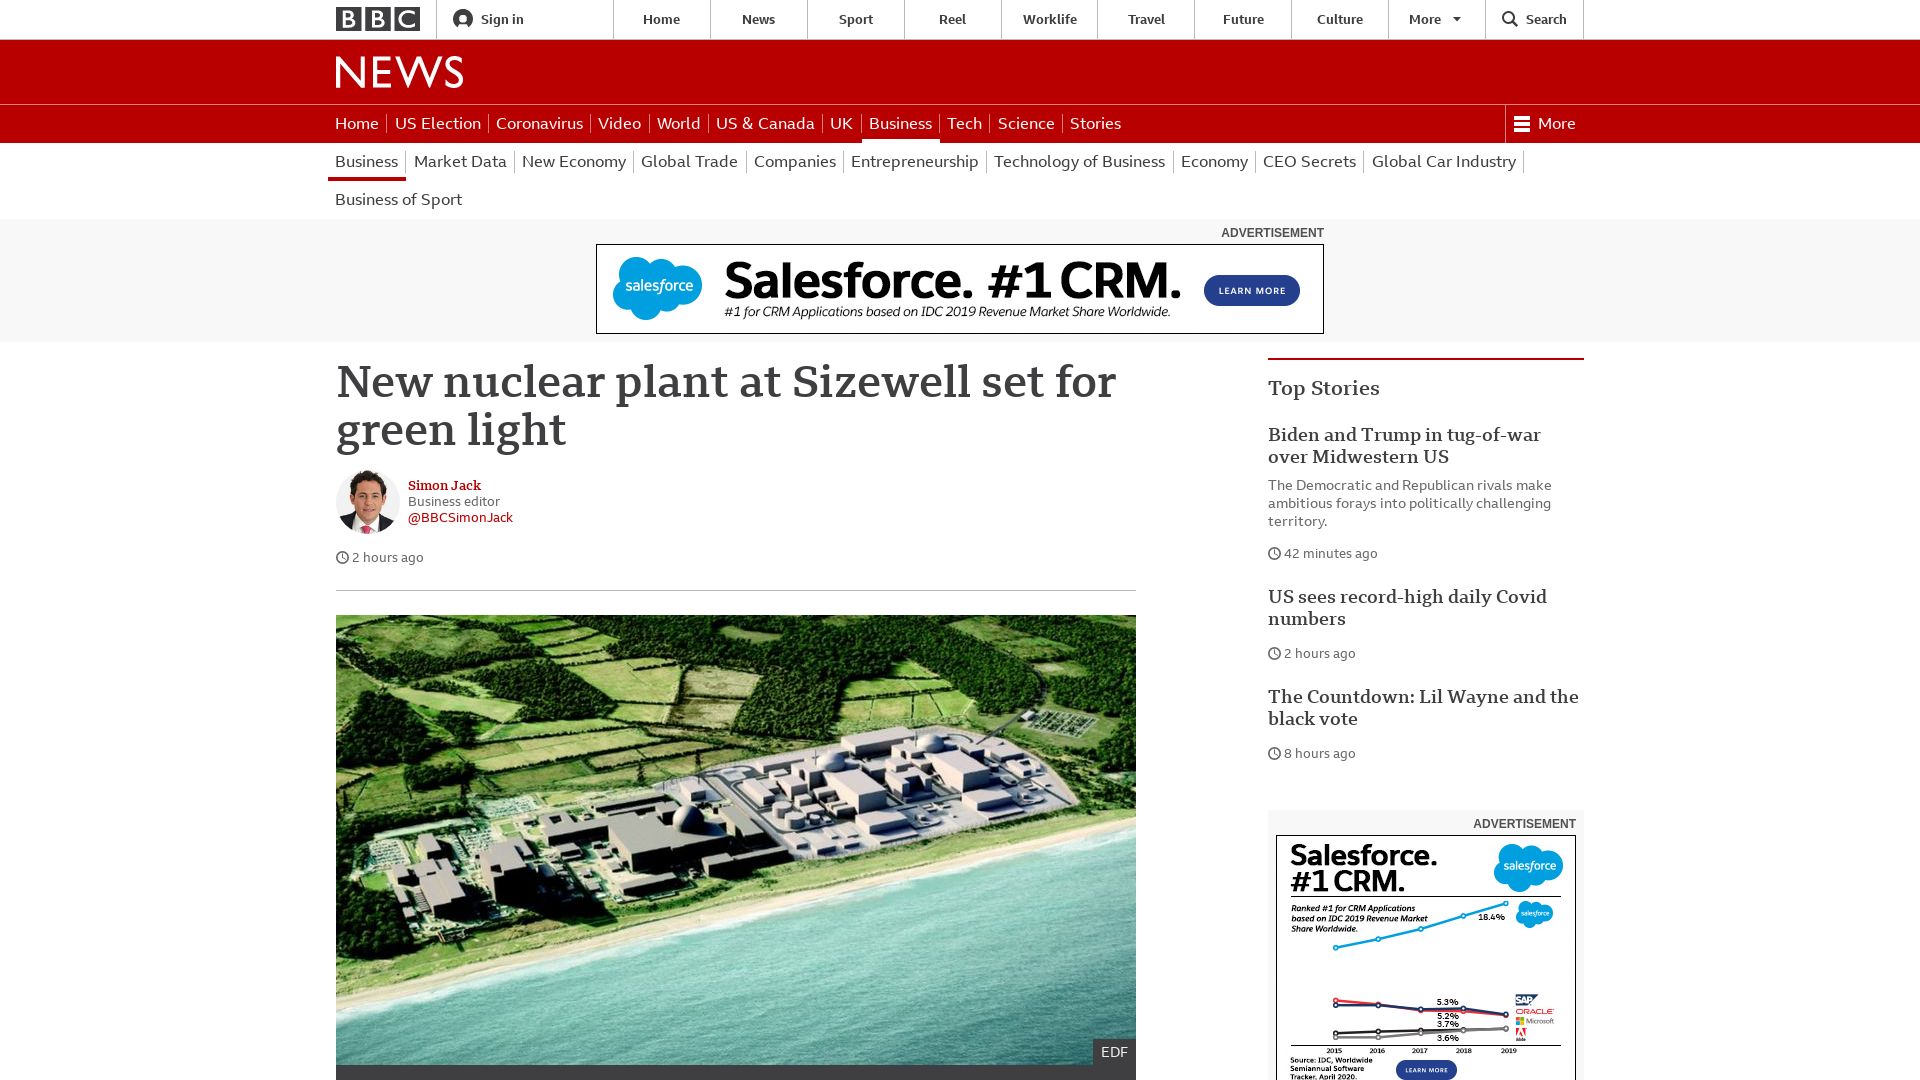 BBC
Sign in
Home
News
Sport
Reel
Worklife
Travel
Future
Culture
More
Search
NEWS
Home
US Election
Coronavirus
Video
World
US & Canada
UK
Business
Tech
Science
Stories
More
Business
Market Data
New Economy
Global Trade
Companies
Entrepreneurship
Technology of Business
Economy
CEO Secrets
Global Car Industry
Business of Sport
ADVERTISEMENT
salesforce
Salesforce. #1 CRM.
#1 for CRM Applications based on IDC 2019 Revenue Market Share Worldwide.
LEARN MORE
New nuclear plant at Sizewell set for
green light
Simon Jack
Business editor
@BBCSimonJack
2 hours ago
EDF
Top Stories
Biden and Trump in tug-of-war
over Midwestern US
The Democratic and Republican rivals make
ambitious forays into politically challenging
territory.
42 minutes ago
US sees record-high daily Covid
numbers
2 hours ago
The Countdown: Lil Wayne and the
black vote
8 hours ago
ADVERTISEMENT
Salesforce.
#1 CRM.
salesforce
Ranked #1 for CRM Applications
based on IDC 2019 Revenue Market
Share Worldwide.
18.4%
salesforce
5.3%
SAP
5.2%
ORACLE
3.7%
Microsoft
3.6%
Adobe
2015 2016 2017 2018 2019
Source: IDC, Worldwide
Semiannual Software
Tracker, April 2020.
LEARN MORE